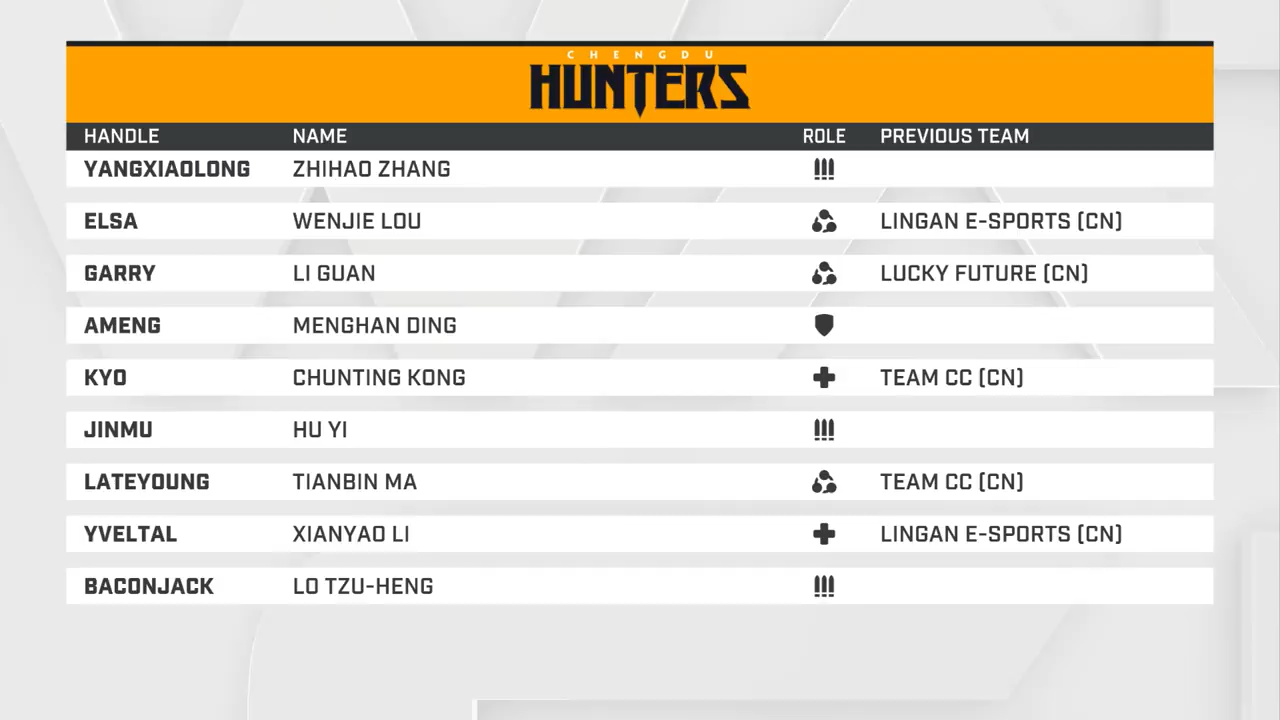 CHENGDU
HUNTERS
HANDLE NAME ROLE PREVIOUS TEAM
YANGXIAOLONG ZHIHAO ZHANG
ELSA WENJIE LOU LINGAN E-SPORTS (CN)
GARRY LI GUAN LUCKY FUTURE (CN)
AMENG MENGHAN DING
KYO CHUNTING KONG TEAM CC (CN)
JINMU HU YI
LATEYOUNG TIANBIN MA TEAM CC (CN)
YVELTAL XIANYAO LI LINGAN E-SPORTS (CN)
BACONJACK LO TZU-HENG